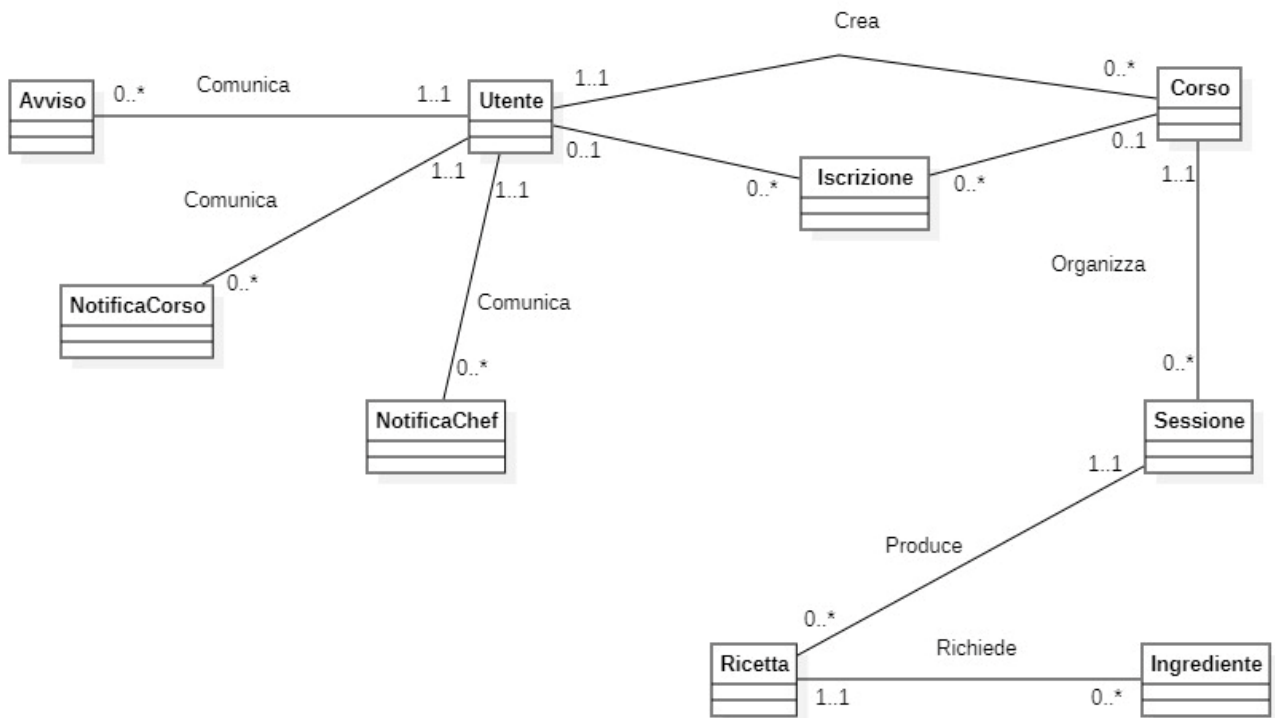 Crea
Avviso
0..*
Comunica
1..1
Utente
1..1
0..*
Corso
0..1
0..*
Iscrizione
0..*
0..1
1..1
Comunica
1..1
1..1
0..*
NotificaCorso
Organizza
Comunica
0..*
0..*
NotificaChef
Sessione
1..1
Produce
0..*
Ricetta
Richiede
Ingrediente
1..1
0..*